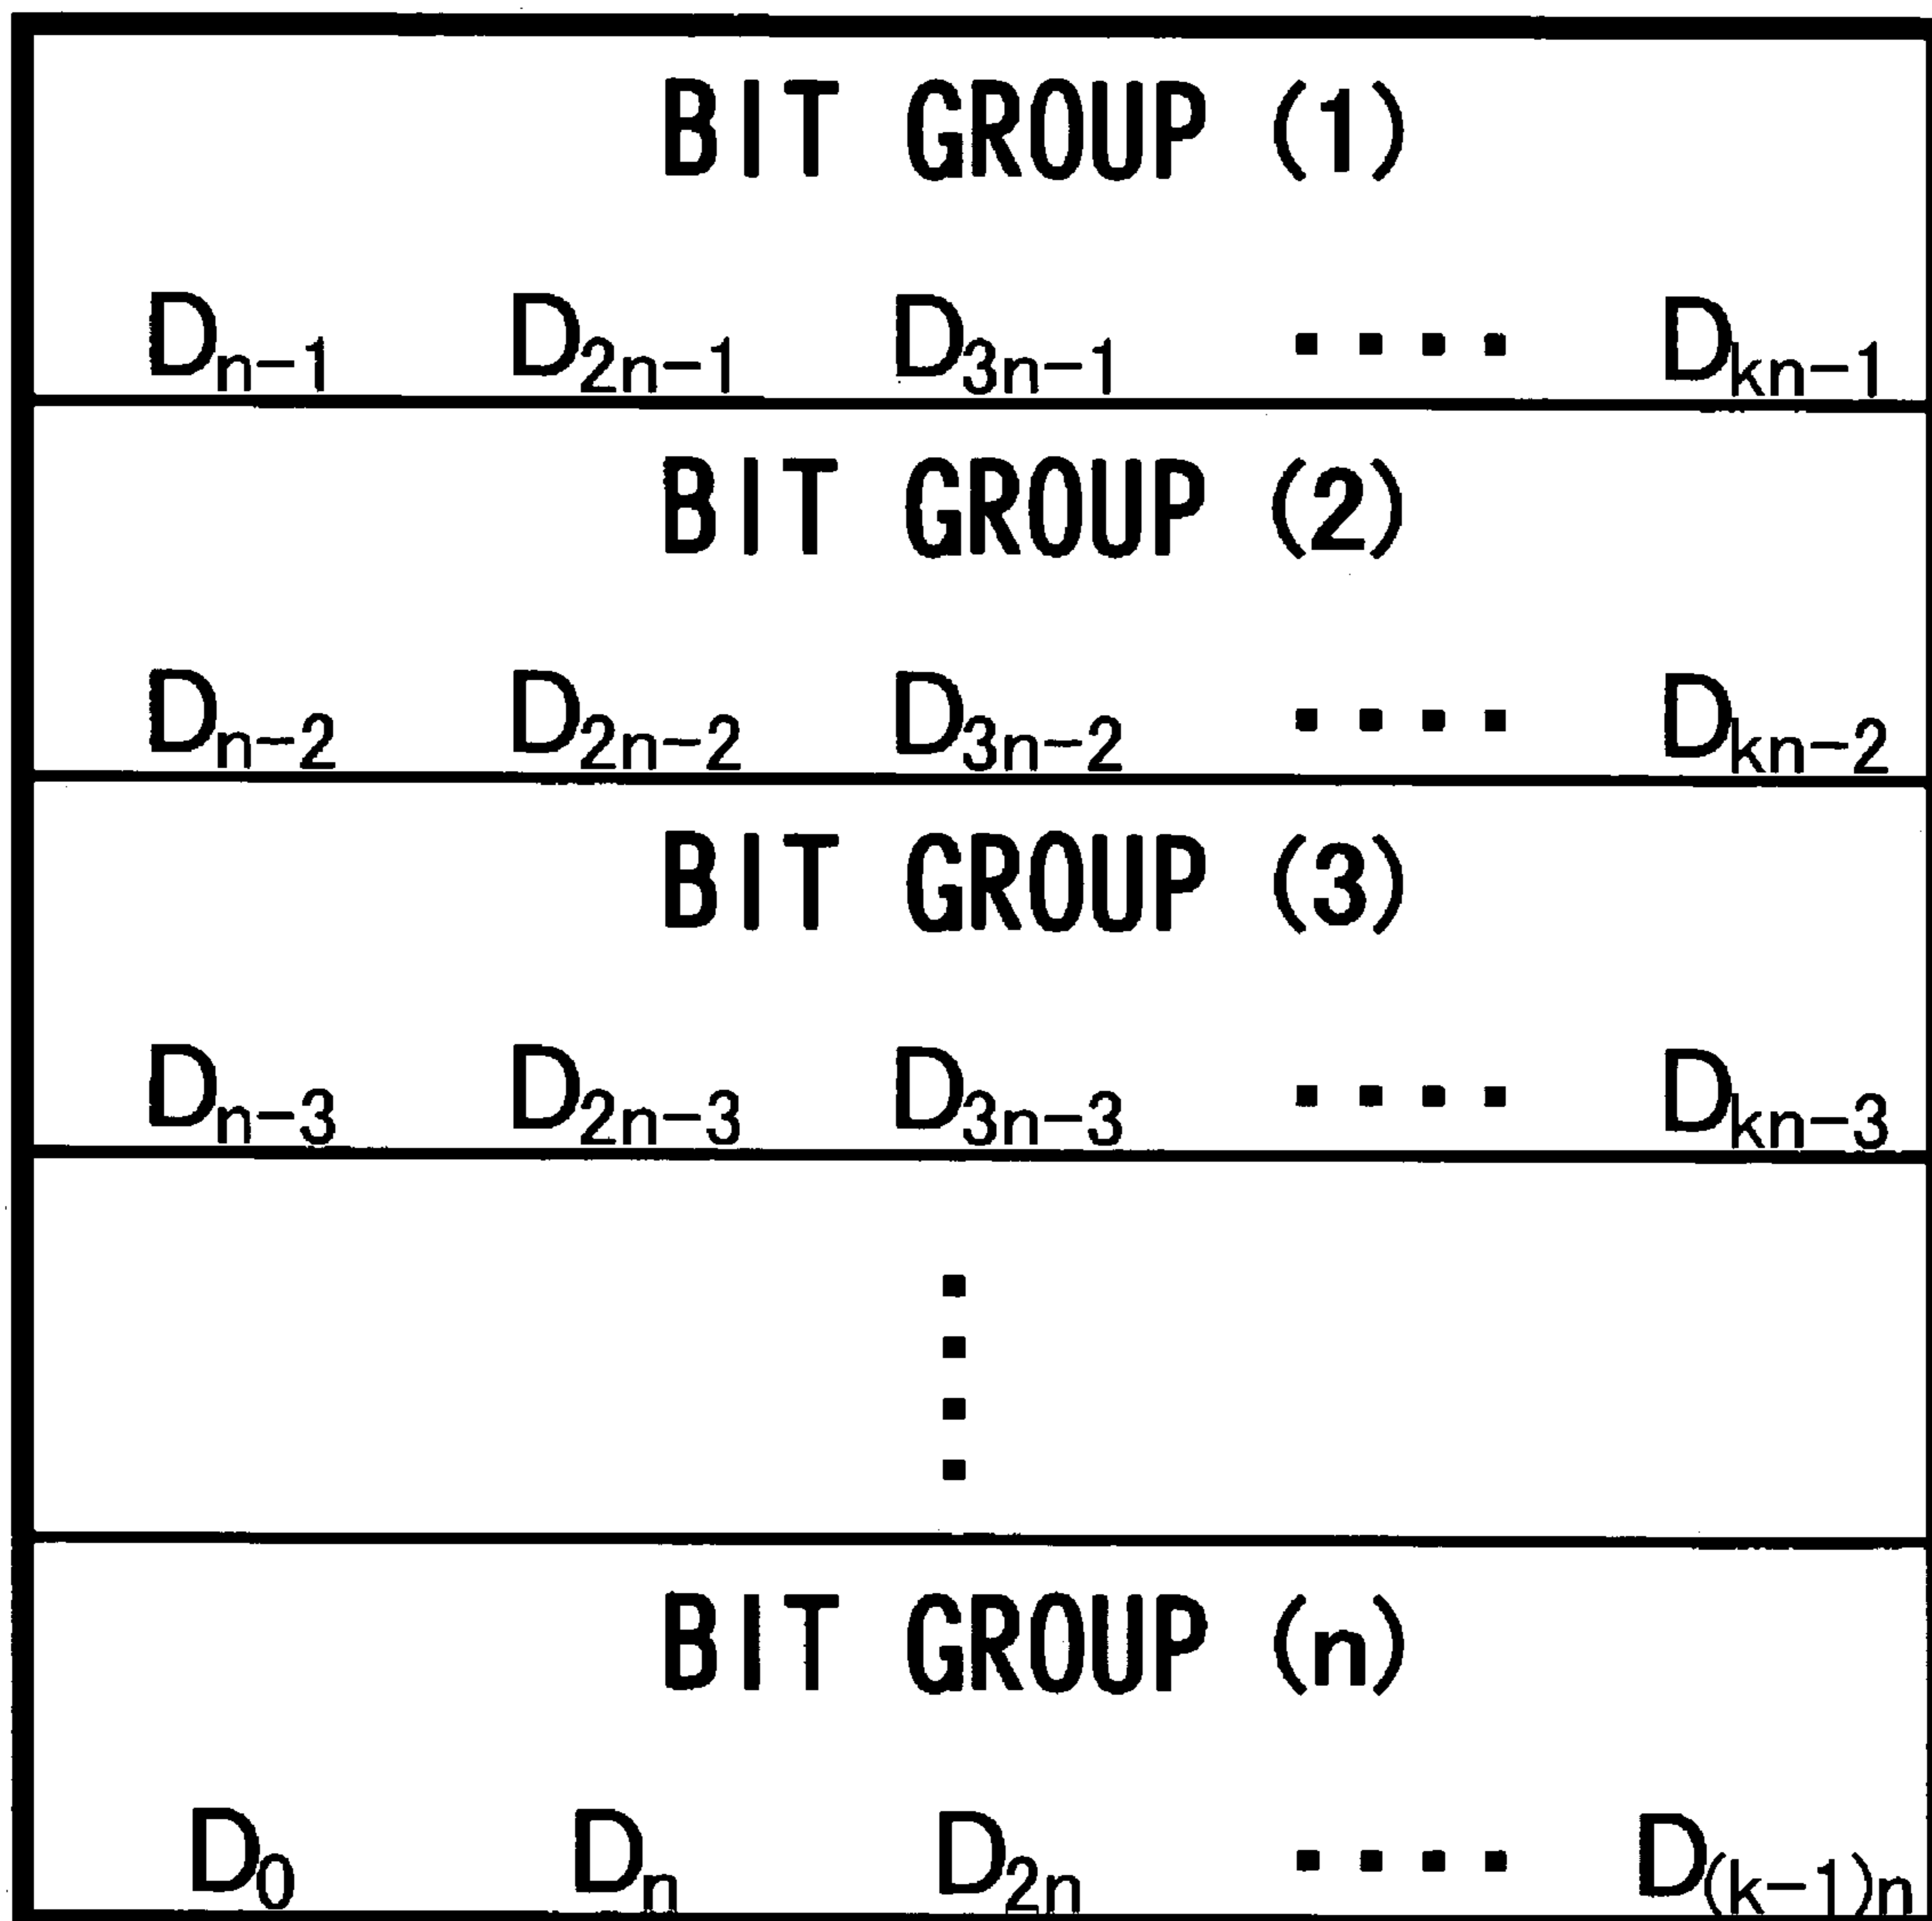 BIT GROUP (1)
Dn-1 D2n-1 D3n-1 ···· Dkn-1
BIT GROUP (2)
Dn-2 D2n-2 D3n-2 ···· Dkn-2
BIT GROUP (3)
Dn-3 D2n-3 D3n-3 ···· Dkn-3
BIT GROUP (n)
D0 Dn D2n ···· D(k-1)n